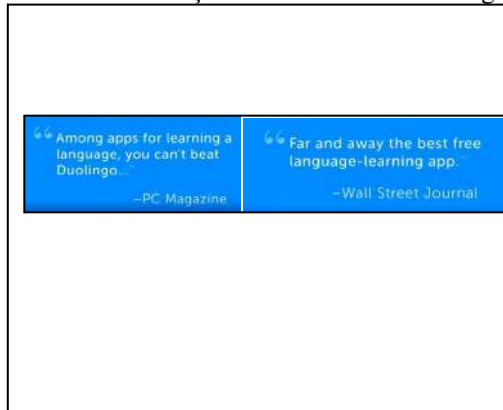 “Among apps for learning a
language, you can't beat
Duolingo...”
–PC Magazine
“Far and away the best free
language-learning app.”
–Wall Street Journal